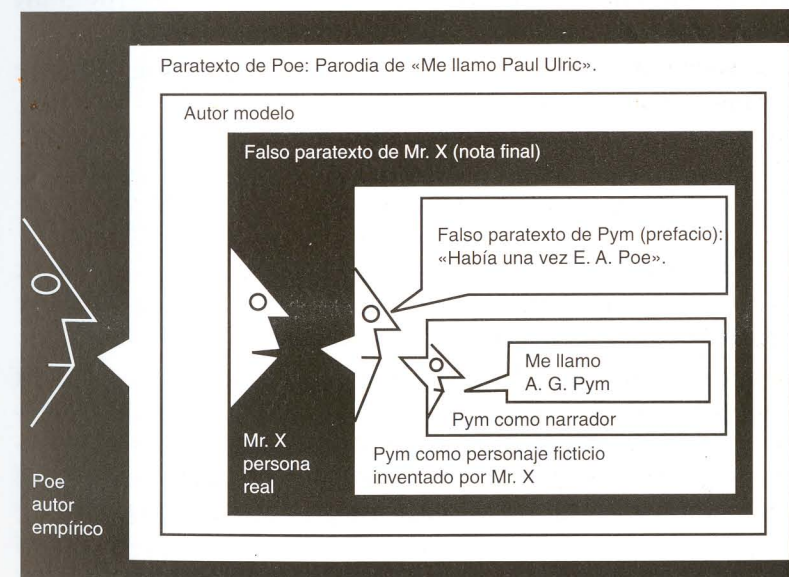 Paratexto de Poe: Parodia de «Me llamo Paul Ulric».
Autor modelo
Falso paratexto de Mr. X (nota final)
Falso paratexto de Pym (prefacio):
«Había una vez E. A. Poe».
Me llamo
A. G. Pym
Pym como narrador
Pym como personaje ficticio
inventado por Mr. X
Mr. X
persona
real
Poe
autor
empírico